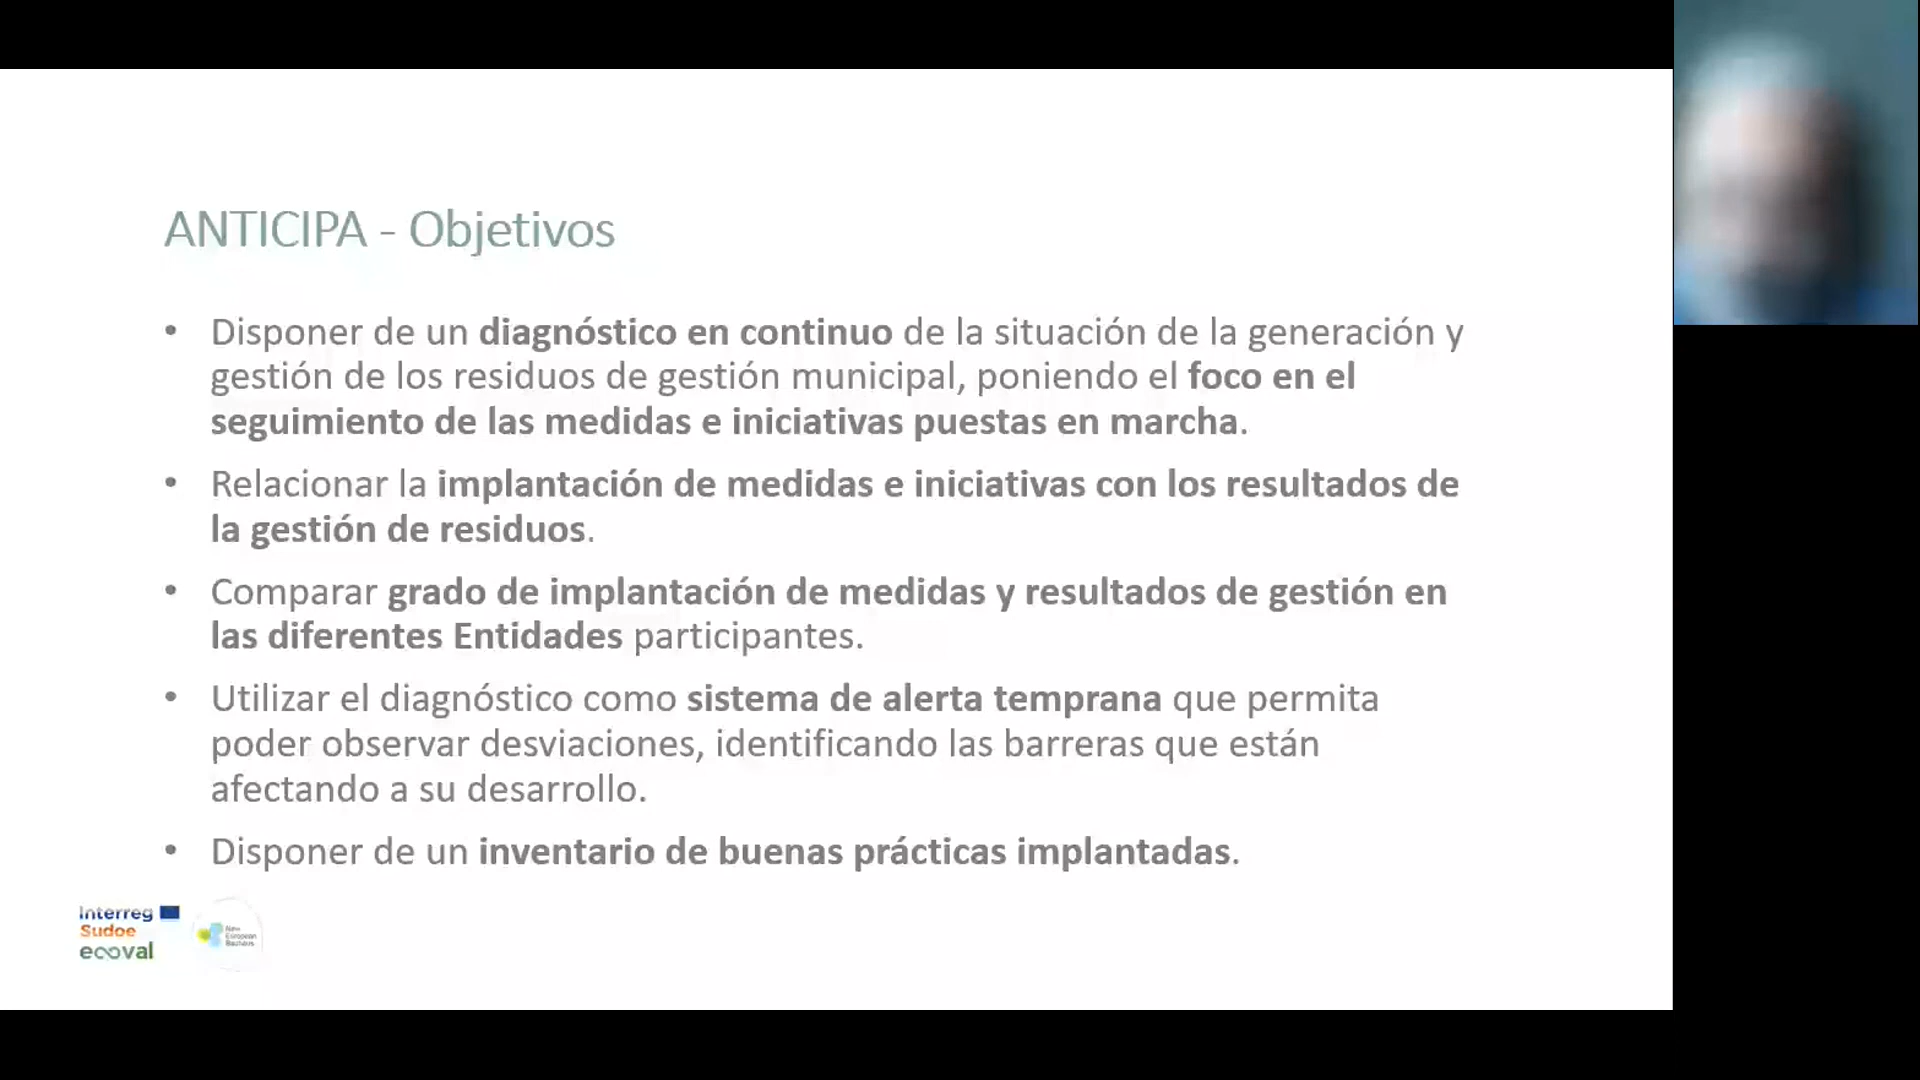 ANTICIPA - Objetivos
• Disponer de un diagnóstico en continuo de la situación de la generación y
gestión de los residuos de gestión municipal, poniendo el foco en el
seguimiento de las medidas e iniciativas puestas en marcha.
• Relacionar la implantación de medidas e iniciativas con los resultados de
la gestión de residuos.
• Comparar grado de implantación de medidas y resultados de gestión en
las diferentes Entidades participantes.
• Utilizar el diagnóstico como sistema de alerta temprana que permita
poder observar desviaciones, identificando las barreras que están
afectando a su desarrollo.
• Disponer de un inventario de buenas prácticas implantadas.
Interreg
Sudoe
ecoval
New
European
Bauhaus